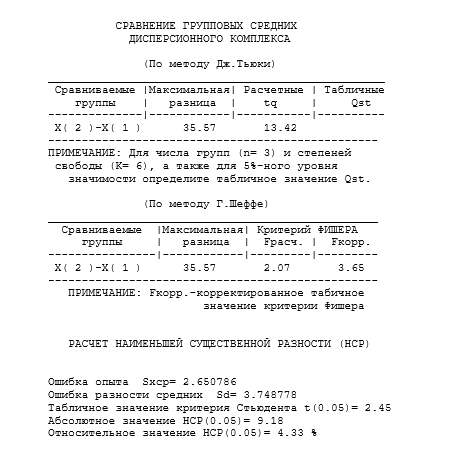 СРАВНЕНИЕ ГРУППОВЫХ СРЕДНИХ
ДИСПЕРСИОННОГО КОМПЛЕКСА
(По методу Дж.Тьюки)
Сравниваемые |Максимальная| Расчетные | Табличные
группы | разница | tq | Qst
X( 2 )-X( 1 ) 35.57 13.42
ПРИМЕЧАНИЕ: Для числа групп (n= 3) и степеней
свободы (K= 6), а также для 5%-ного уровня
значимости определите табличное значение Qst.
(По методу Г.Шеффе)
Сравниваемые |Максимальная| Критерий ФИШЕРА
группы | разница | Fрасч. | Fкорр.
X( 2 )-X( 1 ) 35.57 2.07 3.65
ПРИМЕЧАНИЕ: Fкорр.-корректированное табичное
значение критерии Фишера
РАСЧЕТ НАИМЕНЬШЕЙ СУЩЕСТВЕННОЙ РАЗНОСТИ (НСР)
Ошибка опыта Sxcp= 2.650786
Ошибка разности средних Sd= 3.748778
Табличное значение критерия Стьюдента t(0.05)= 2.45
Абсолютное значение НСР(0.05)= 9.18
Относительное значение НСР(0.05)= 4.33 %